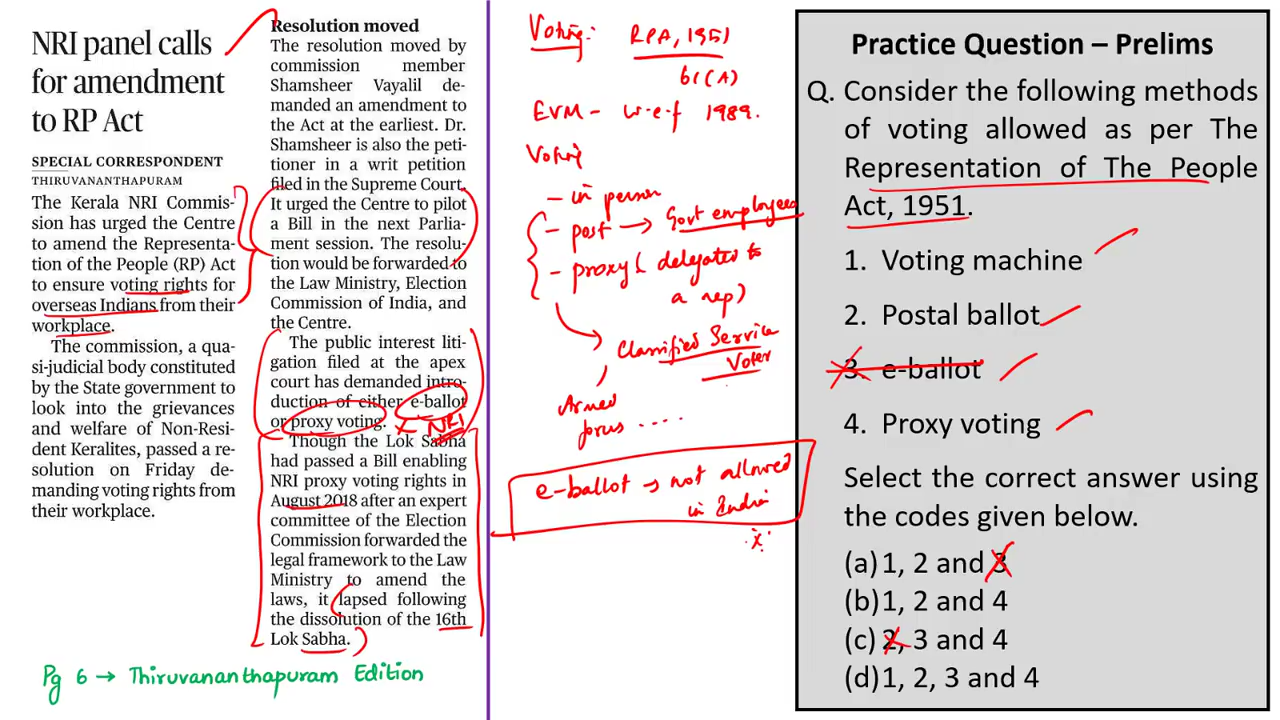 NRI panel calls
for amendment
to RP Act
SPECIAL CORRESPONDENT
THIRUVANANTHAPURAM
The Kerala NRI Commis-
sion has urged the Centre
to amend the Representa-
tion of the People (RP) Act
to ensure voting rights for
overseas Indians from their
workplace.
The commission, a qua-
si-judicial body constituted
by the State government to
look into the grievances
and welfare of Non-Resi-
dent Keralites, passed a re-
solution on Friday de-
manding voting rights from
their workplace.
Resolution moved
The resolution moved by
commission member
Shamsheer Vayalil de-
manded an amendment to
the Act at the earliest. Dr.
Shamsheer is also the peti-
tioner in a writ petition
filed in the Supreme Court.
It urged the Centre to pilot
a Bill in the next Parlia-
ment session. The resolu-
tion would be forwarded to
the Law Ministry, Election
Commission of India, and
the Centre.
The public interest liti-
gation filed at the apex
court has demanded intro-
duction of either e-ballot
or proxy voting.
NRI
Though the Lok Sabha
had passed a Bill enabling
NRI proxy voting rights in
August 2018 after an expert
committee of the Election
Commission forwarded the
legal framework to the Law
Ministry to amend the
laws, it lapsed following
the dissolution of the 16th
Lok Sabha.
Pg 6 → Thiruvananthapuram Edition
Voting: RPA, 1951
61(A)
EVM - w.e.f 1989.
Voting
- in person
- post → Govt employees
- proxy ( delegated to
a rep)
Classified Service
Voter
Armed
forces ....
e-ballot → not allowed
in India
Practice Question – Prelims
Q. Consider the following methods
of voting allowed as per The
Representation of The People
Act, 1951.
1. Voting machine
2. Postal ballot
3. e-ballot
4. Proxy voting
Select the correct answer using
the codes given below.
(a) 1, 2 and 3
(b) 1, 2 and 4
(c) 2, 3 and 4
(d) 1, 2, 3 and 4